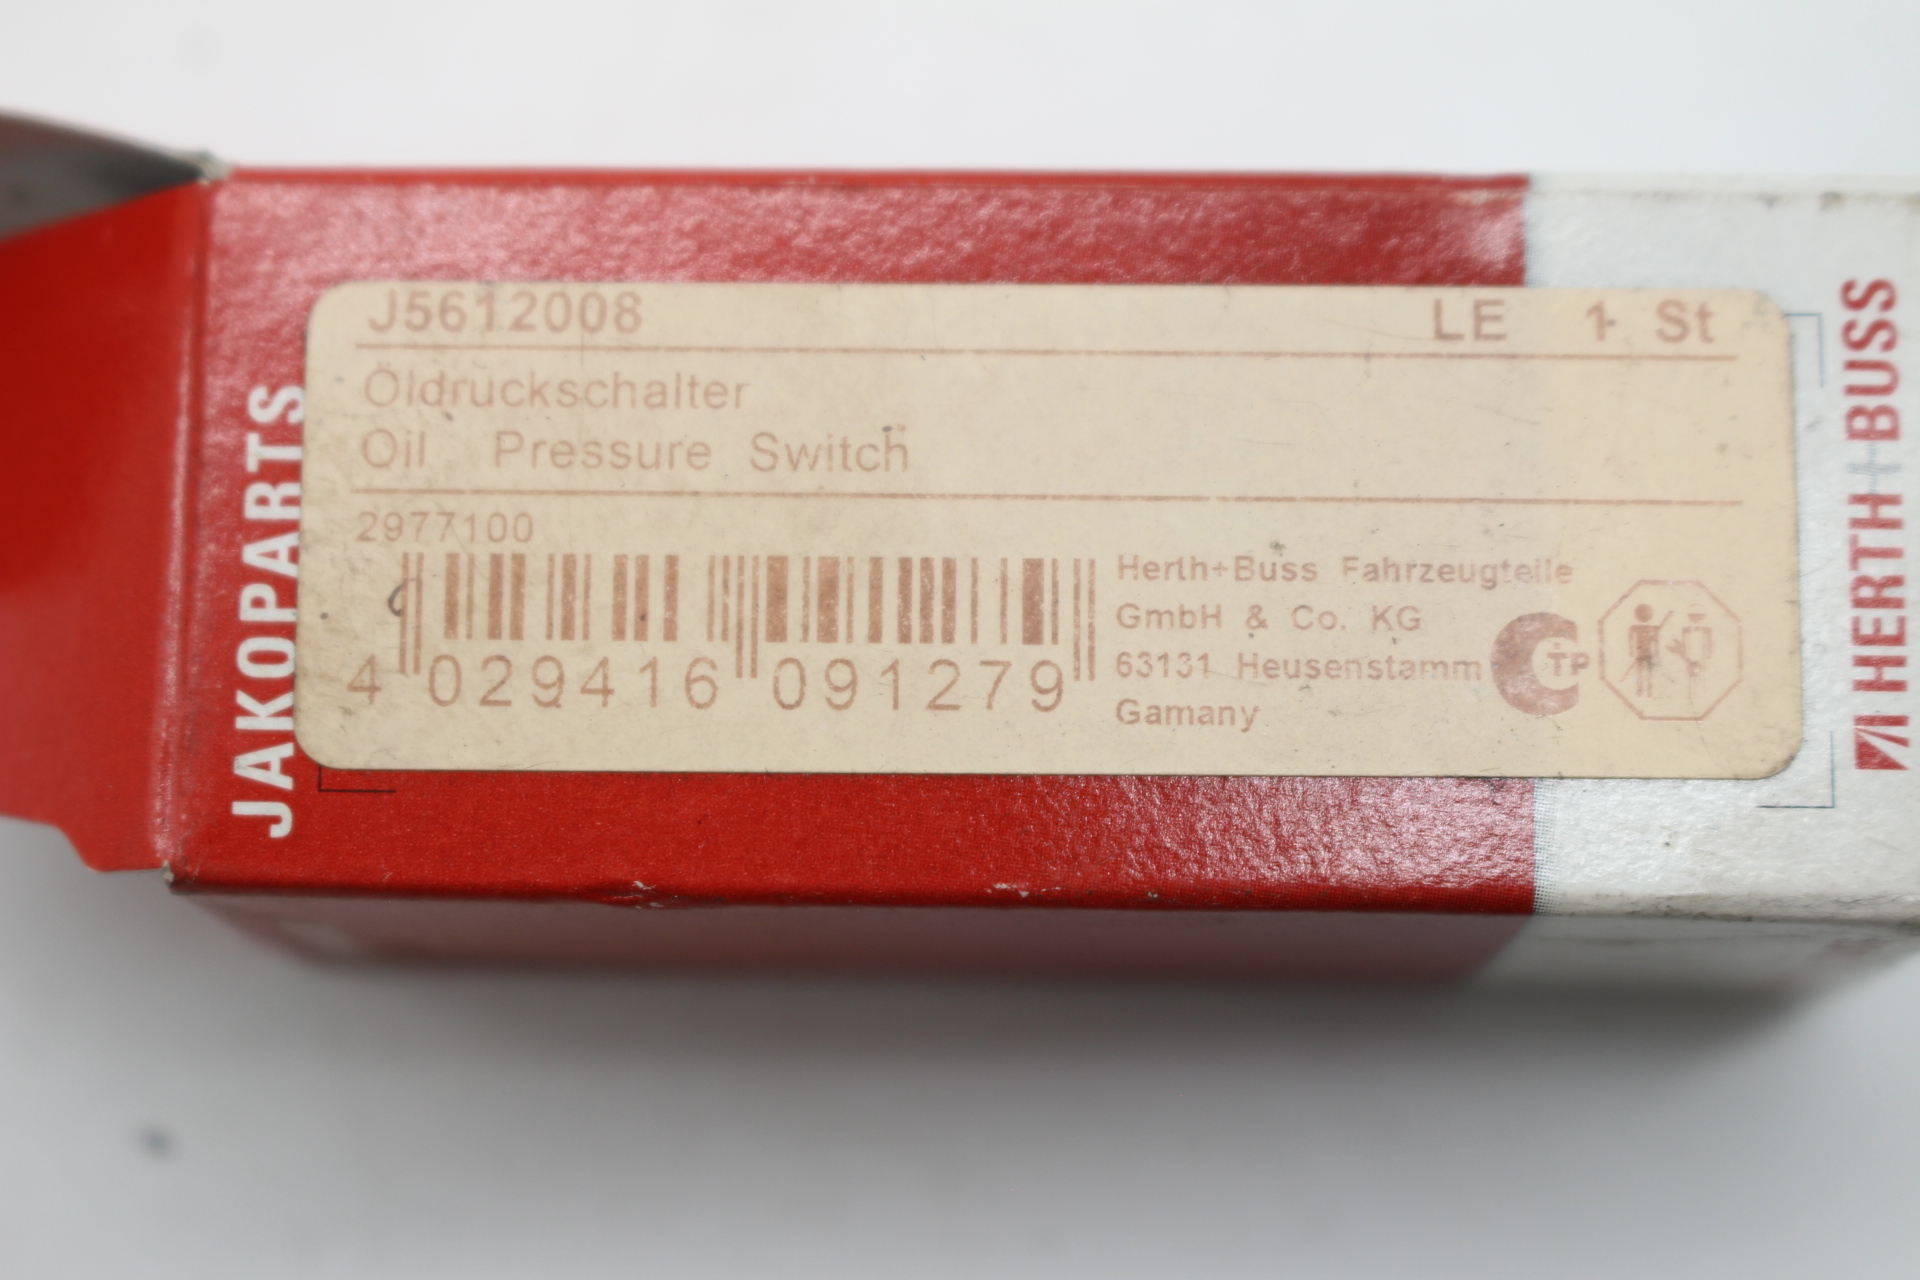 JAKOPARTS
J5612008 LE 1 St
Öldruckschalter
Oil Pressure Switch
2977100
4 029416 091279
Herth+Buss Fahrzeugteile
GmbH & Co. KG
63131 Heusenstamm
Gamany
TP
HERTH+BUSS